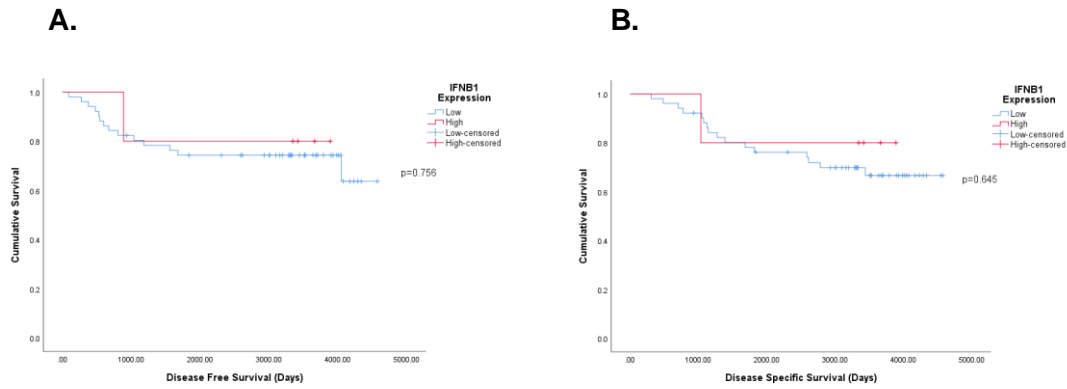 A.
IFNB1
Expression
Low
High
Low-censored
High-censored
1.0
0.8
0.6
0.4
0.2
0.0
Cumulative Survival
p=0.756
.00
1000.00
2000.00
3000.00
4000.00
5000.00
Disease Free Survival (Days)
B.
IFNB1
Expression
Low
High
Low-censored
High-censored
1.0
0.8
0.6
0.4
0.2
0.0
Cumulative Survival
p=0.645
.00
1000.00
2000.00
3000.00
4000.00
5000.00
Disease Specific Survival (Days)